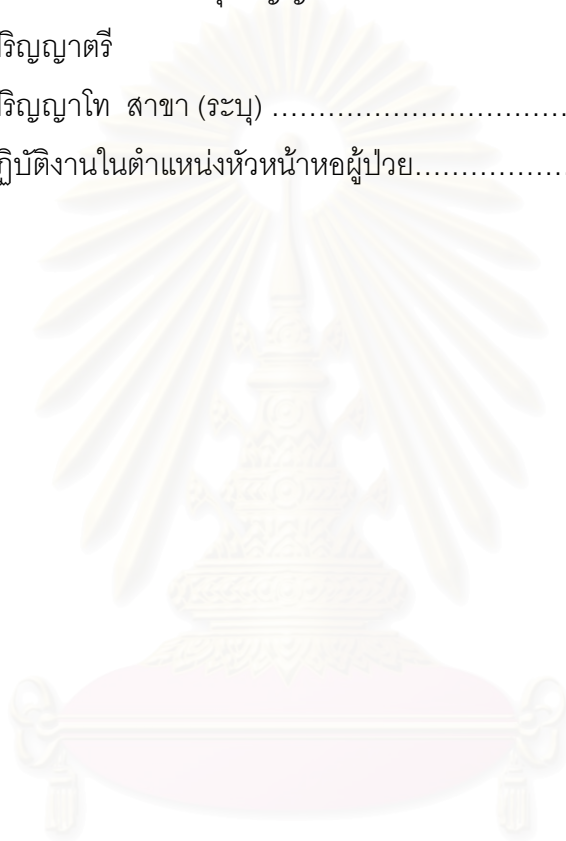 ริญญาตรี
ริญญาโท สาขา (ระบุ) ................................
ฏิบัติงานในตำแหน่งหัวหน้าหอผู้ป่วย.................